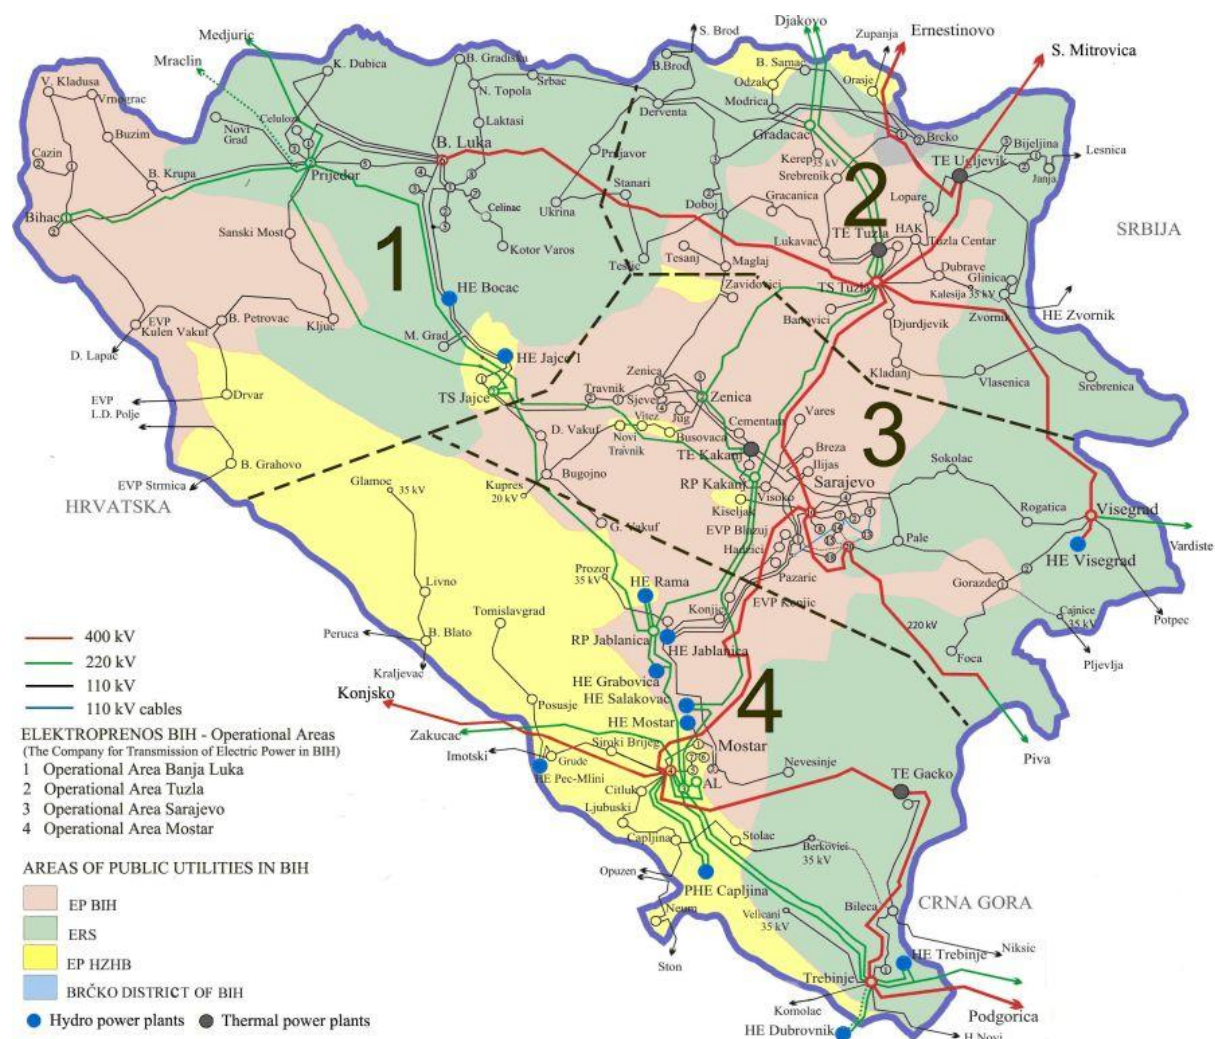 Djakovo
S. Brod
Zupanja
Ernestinovo
Medjuric
Mraclin
S. Mitrovica
K. Dubica
B. Gradiska
Srbac
B.Brod
B. Samac
Odzak
Orasje
Modrica
V. Kladusa
Vrnograc
N. Topola
Derventa
Novi
Grad
Celuloza
Laktasi
Gradacac
Brcko
Buzim
B. Luka
Prnjavor
Kerep
35 kV
Bijeljina
Lesnica
Cazin
TE Ugljevik
Janja
Srebrenik
B. Krupa
Prijedor
Stanari
2
Lopare
Gracanica
Ukrina
Doboj
Celinac
Bihac
Sanski Most
1
Kotor Varos
TE Tuzla
HAK
SRBIJA
Lukavac
Tuzla Centar
Teslic
Tesanj
Maglaj
Dubrave
Glinica
Zavidovici
TS Tuzla
Kalesija 35 kV
HE Bocac
Banovici
Djurdjevik
Zvornik
HE Zvornik
EVP
Kulen Vakuf
B. Petrovac
Kljuc
M. Grad
D. Lapac
HE Jajce 1
Kladanj
Vlasenica
Srebrenica
Zenica
EVP
L.D. Polje
Drvar
TS Jajce
Travnik
Sjever
Zenica
Vitez
Jug
Cementara
Vares
3
D. Vakuf
Novi
Travnik
Busovaca
TE Kakanj
Breza
Ilijas
B. Grahovo
Bugojno
Sokolac
EVP Strmica
Glamoc
35 kV
Kupres
20 kV
RP Kakanj
Sarajevo
Visoko
HRVATSKA
Kiseljak
Rogatica
Visegrad
G. Vakuf
EVP Blazuj
Hadzici
Pale
Vardiste
HE Visegrad
Prozor
35 kV
Pazaric
Gorazde
HE Rama
Livno
EVP Konjic
Tomislavgrad
Konjic
Cajnice
35 kV
Potpec
220 kV
Peruca
B. Blato
RP Jablanica
HE Jablanica
Foca
Pljevlja
Kraljevac
HE Grabovica
Konjsko
HE Salakovac
4
Posusje
HE Mostar
Zakucac
Siroki Brijeg
Mostar
Piva
Imotski
Grude
HE Pec-Mlini
Nevesinje
TE Gacko
AL
Citluk
Ljubuski
Capljina
Stolac
Berkovici
35 kV
Opuzen
PHE Capljina
CRNA GORA
Bileca
Neum
Velicani
35 kV
Niksic
Ston
HE Trebinje
Trebinje
Komolac
Podgorica
HE Dubrovnik
H.Novi
400 kV
220 kV
110 kV
110 kV cables
ELEKTROPRENOS BIH - Operational Areas
(The Company for Transmission of Electric Power in BIH)
1 Operational Area Banja Luka
2 Operational Area Tuzla
3 Operational Area Sarajevo
4 Operational Area Mostar
AREAS OF PUBLIC UTILITIES IN BIH
EP BIH
ERS
EP HZHB
BRČKO DISTRICT OF BIH
Hydro power plants
Thermal power plants